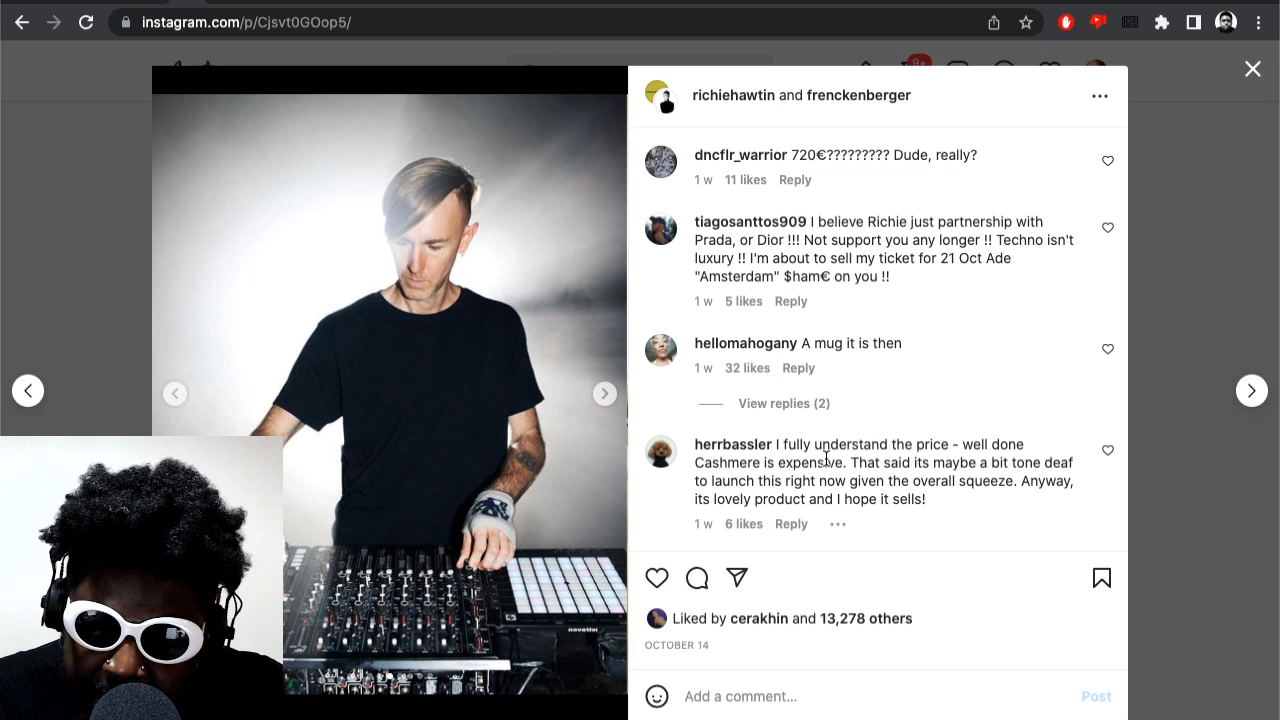 instagram.com/p/Cjsvt0GOop5/
9+
richiehawtin and frenckenberger
dncflr_warrior 720€????????? Dude, really?
1 w 11 likes Reply
tiagosanttos909 I believe Richie just partnership with
Prada, or Dior !!! Not support you any longer !! Techno isn't
luxury !! I'm about to sell my ticket for 21 Oct Ade
"Amsterdam" $ham€ on you !!
1 w 5 likes Reply
hellomahogany A mug it is then
1 w 32 likes Reply
View replies (2)
herrbassler I fully understand the price - well done
Cashmere is expensive. That said its maybe a bit tone deaf
to launch this right now given the overall squeeze. Anyway,
its lovely product and I hope it sells!
1 w 6 likes Reply
Liked by cerakhin and 13,278 others
OCTOBER 14
Add a comment... Post
novation